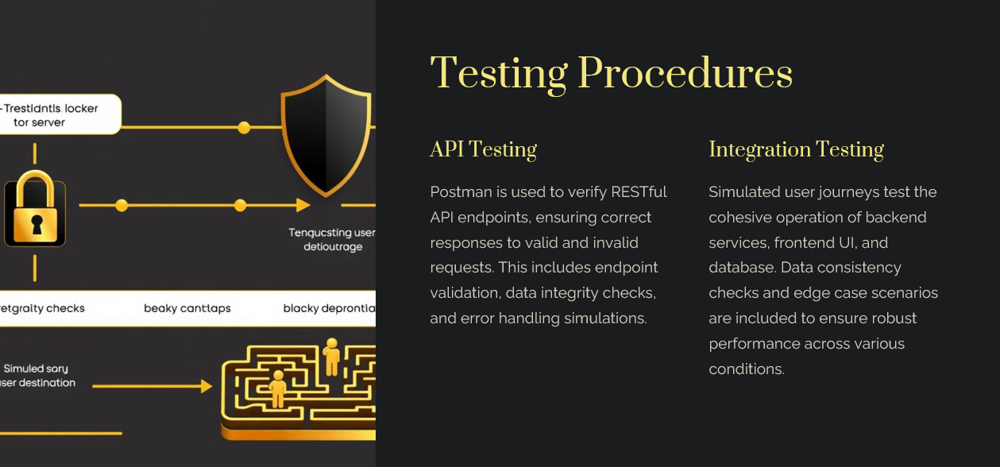 -Trestidntls. locker
tor server
Tenqucsting user
detioutrage
etgraity checks
beaky canttaps
blacky deprontia
Simuled sary
ser destination
Testing Procedures
API Testing
Postman is used to verify RESTful
API endpoints, ensuring correct
responses to valid and invalid
requests. This includes endpoint
validation, data integrity checks,
and error handling simulations.
Integration Testing
Simulated user journeys test the
cohesive operation of backend
services, frontend UI, and
database. Data consistency
checks and edge case scenarios
are included to ensure robust
performance across various
conditions.